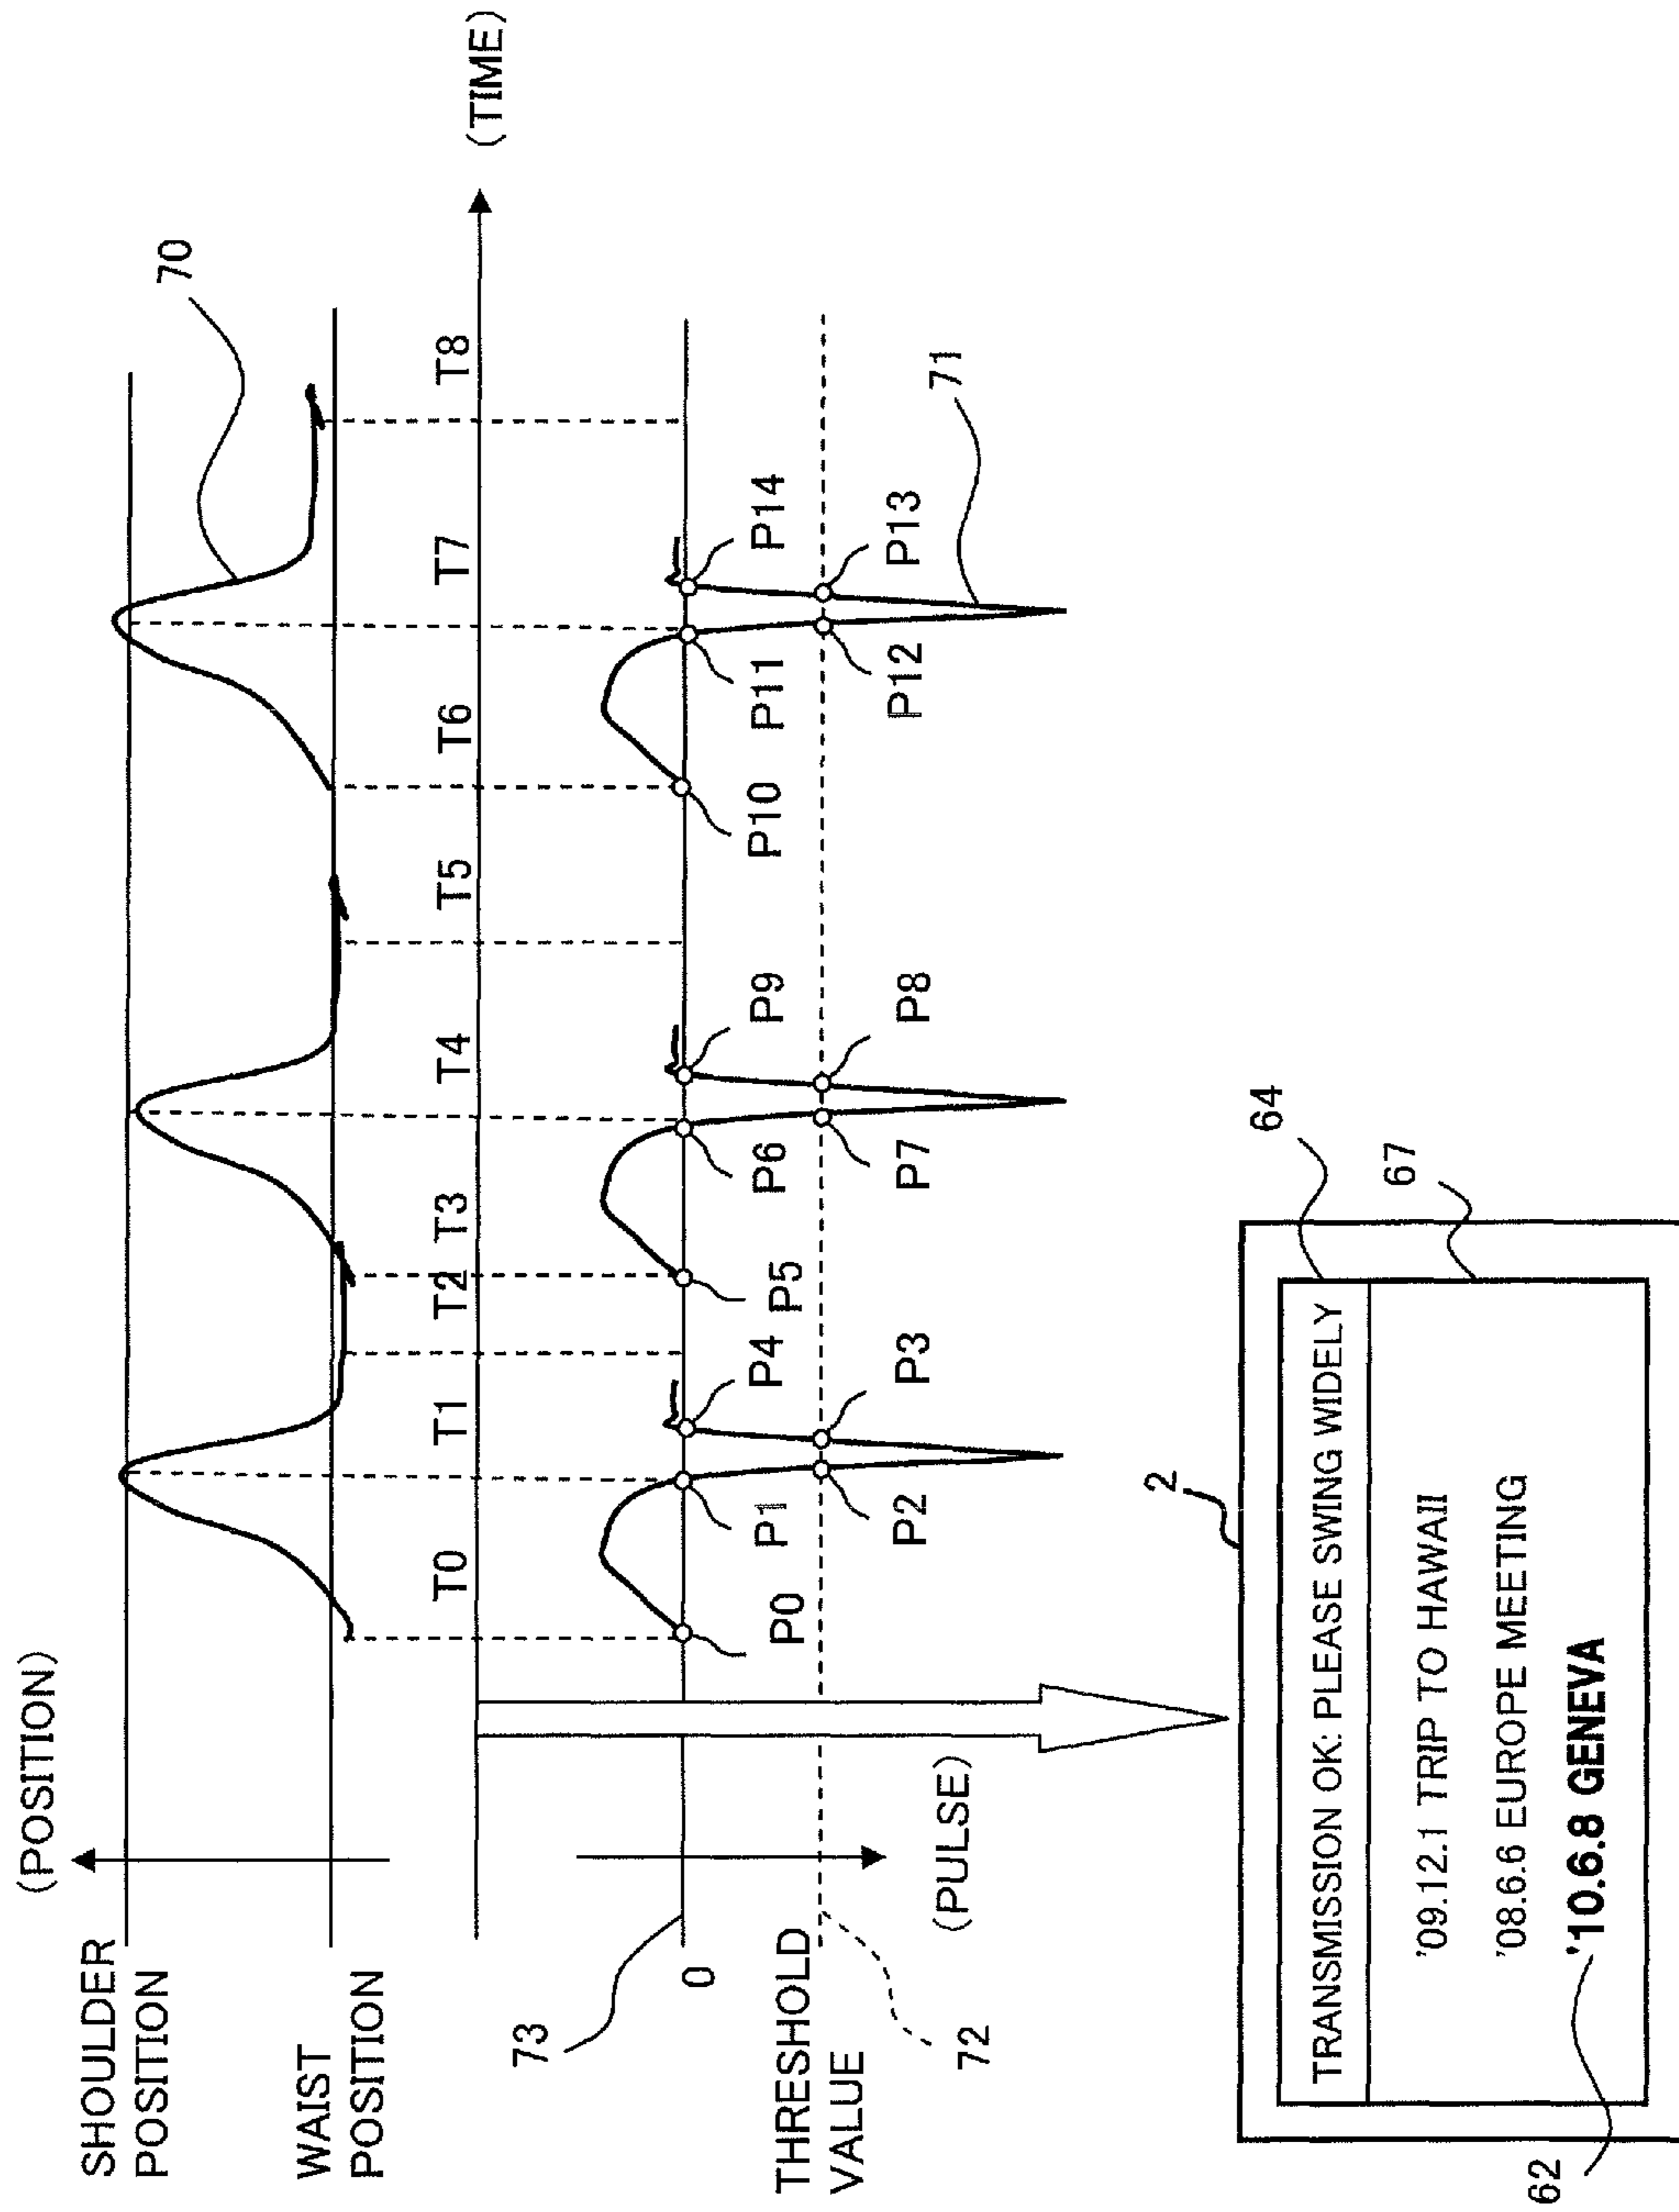 (POSITION)
SHOULDER
POSITION
WAIST
POSITION
70
T0 T1 T2 T3 T4 T5 T6 T7 T8
(TIME)
73
0
THRESHOLD
VALUE
72
(PULSE)
P0 P1 P4 P5 P6 P9 P10 P11 P14
P2 P3 P7 P8 P12 P13
71
2
64
67
TRANSMISSION OK: PLEASE SWING WIDELY
'09.12.1 TRIP TO HAWAII
'08.6.6 EUROPE MEETING
'10.6.8 GENEVA
62